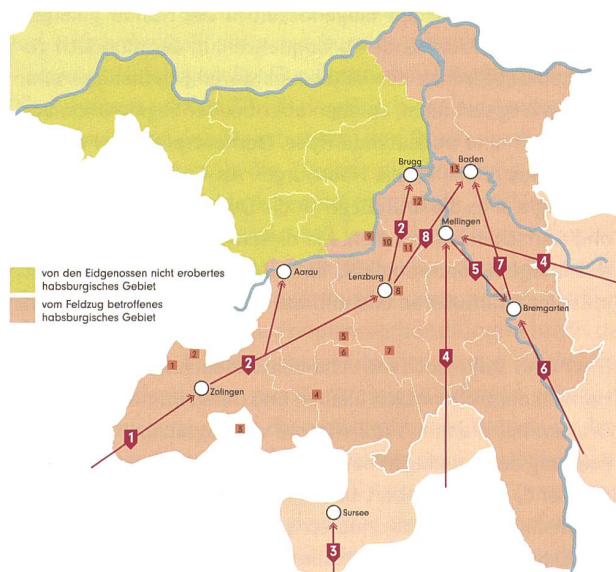 Brugg
Baden
13
12
2
Mellingen
9
10
11
8
Aarau
Lenzburg
8
von den Eidgenossen nicht erobertes
habsburgisches Gebiet
vom Feldzug betroffenes
habsburgisches Gebiet
5
7
4
Bremgarten
5
6
7
2
1
2
Zofingen
4
4
6
1
3
Sursee
3